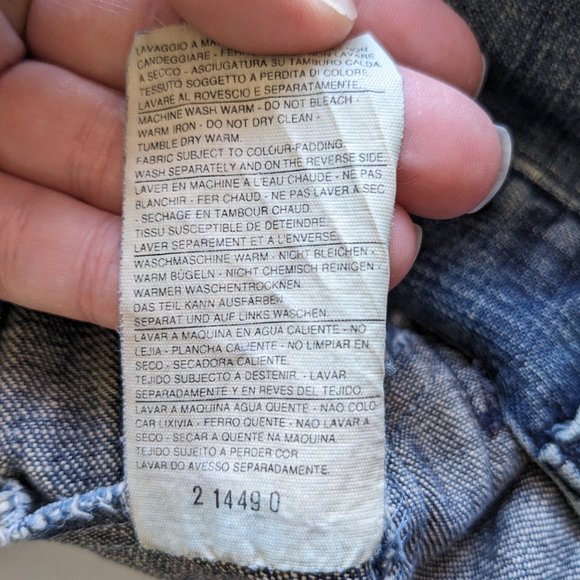 LAVAGGIO A MA
CANDEGGIARE - FERRO LAVARE
A SECCO - ASCIUGATURA SU TAMBURO CALDA.
TESSUTO SOGGETTO A PERDITA DI COLORE.
LAVARE AL ROVESCIO E SEPARATAMENTE.
MACHINE WASH WARM - DO NOT BLEACH -
WARM IRON - DO NOT DRY CLEAN -
TUMBLE DRY WARM.
FABRIC SUBJECT TO COLOUR-FADDING.
WASH SEPARATELY AND ON THE REVERSE SIDE.
LAVER EN MACHINE A L'EAU CHAUDE - NE PAS
BLANCHIR - FER CHAUD - NE PAS LAVER A SEC
- SECHAGE EN TAMBOUR CHAUD.
TISSU SUSCEPTIBLE DE DETEINDRE.
LAVER SEPAREMENT ET A L'ENVERSE.
WASCHMASCHINE WARM - NICHT BLEICHEN -
WARM BÜGELN - NICHT CHEMISCH REINIGEN -
WARMER WASCHENTROCKNEN.
DAS TEIL KANN AUSFÄRBEN.
SEPARAT UND AUF LINKS WASCHEN.
LAVAR A MAQUINA EN AGUA CALIENTE - NO
LEJIA - PLANCHA CALIENTE - NO LIMPIAR EN
SECO - SECADORA CALIENTE.
TEJIDO SUBJECTO A DESTENIR. - LAVAR
SEPARADAMENTE Y EN REVES DEL TEJIDO
LAVAR A MAQUINA AGUA QUENTE - NAO COLO-
CAR LIXIVIA - FERRO QUENTE - NAO LAVAR A
SECO - SECAR A QUENTE NA MAQUINA.
TEJIDO SUJEITO A PERDER COR
LAVAR DO AVESSO SEPARADAMENTE.
2 1449 0